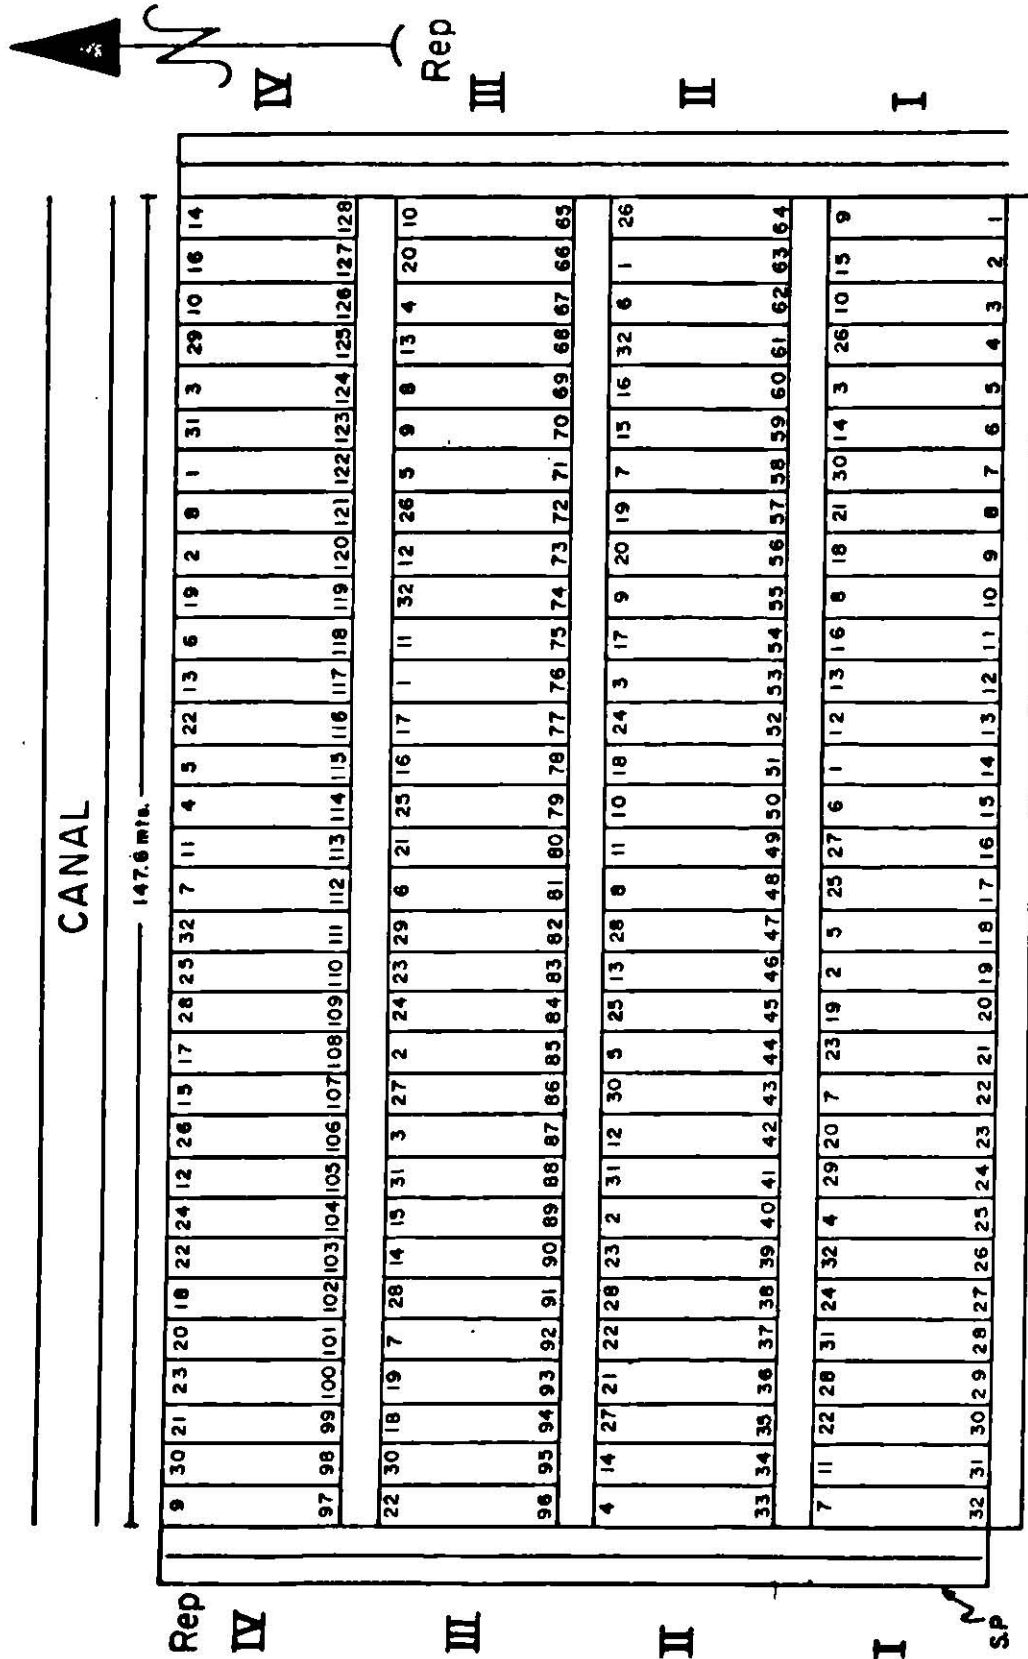 CANAL
147.6 mts.
Rep
Rep
IV
9 30 21 23 20 18 22 24 12 26 15 17 28 25 32 7 11 4 5 22 13 6 19 2 8 1 31 3 29 10 16 14
97 98 99 100 101 102 103 104 105 106 107 108 109 110 111 112 113 114 115 116 117 118 119 120 121 122 123 124 125 126 127 128
IV
III
22 30 18 19 7 28 14 15 31 3 27 2 24 23 29 6 21 25 16 17 1 11 32 12 26 5 9 8 13 4 20 10
96 95 94 93 92 91 90 89 88 87 86 85 84 83 82 81 80 79 78 77 76 75 74 73 72 71 70 69 68 67 66 65
III
II
4 14 27 21 22 28 23 2 31 12 30 5 25 13 28 8 11 10 18 24 3 17 9 20 19 7 15 16 32 6 1 26
33 34 35 36 37 38 39 40 41 42 43 44 45 46 47 48 49 50 51 52 53 54 55 56 57 58 59 60 61 62 63 64
II
I
7 11 22 28 31 24 32 4 29 20 7 23 19 2 5 25 27 6 1 12 13 16 8 18 21 30 14 3 26 10 15 9
32 31 30 29 28 27 26 25 24 23 22 21 20 19 18 17 16 15 14 13 12 11 10 9 8 7 6 5 4 3 2 1
I
S.P